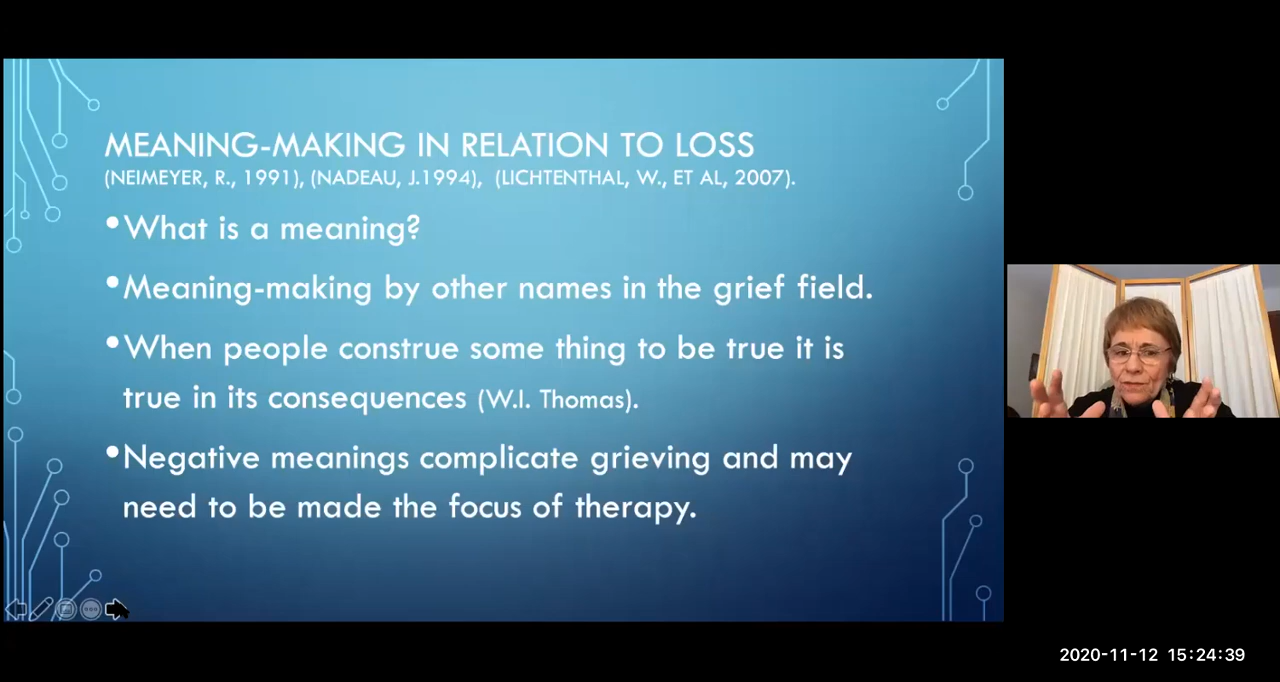 MEANING-MAKING IN RELATION TO LOSS
(NEIMEYER, R., 1991), (NADEAU, J.1994), (LICHTENTHAL, W., ET AL, 2007).
•What is a meaning?
•Meaning-making by other names in the grief field.
•When people construe some thing to be true it is
true in its consequences (W.I. Thomas).
•Negative meanings complicate grieving and may
need to be made the focus of therapy.
2020-11-12 15:24:39